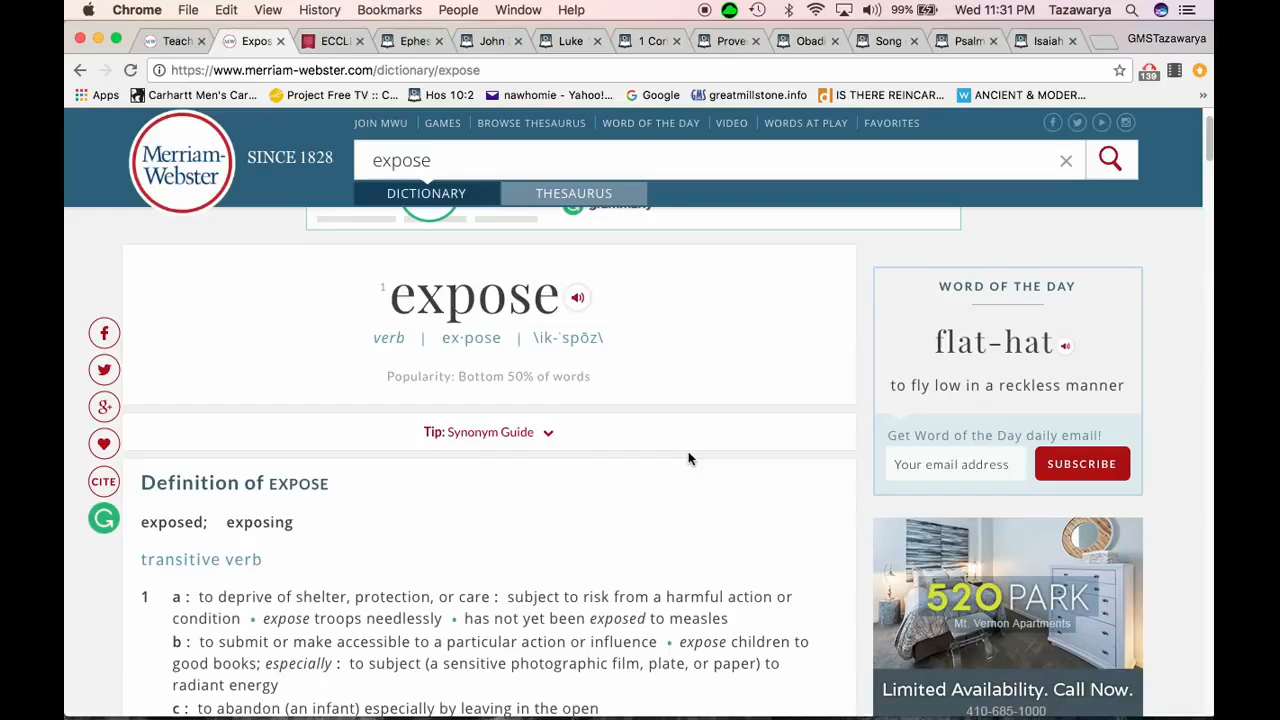 Chrome File Edit View History Bookmarks People Window Help 99% Wed 11:31 PM Tazawarya
Teach Expos ECCLI Ephes John Luke 1 Cor Prove Obadi Song Psalm Isaiah GMSTazawarya
https://www.merriam-webster.com/dictionary/expose 139
Apps Carhartt Men's Car... Project Free TV :: C... Hos 10:2 nawhomie - Yahoo!... Google greatmillstone.info IS THERE REINCAR... ANCIENT & MODER... »
JOIN MWU GAMES BROWSE THESAURUS WORD OF THE DAY VIDEO WORDS AT PLAY FAVORITES
Merriam-
Webster
SINCE 1828
expose
DICTIONARY THESAURUS
1 expose
verb | ex·pose | \ik-ˈspōz\
Popularity: Bottom 50% of words
Tip: Synonym Guide
CITE
Definition of EXPOSE
exposed; exposing
transitive verb
1 a : to deprive of shelter, protection, or care : subject to risk from a harmful action or
condition • expose troops needlessly • has not yet been exposed to measles
b : to submit or make accessible to a particular action or influence • expose children to
good books; especially : to subject (a sensitive photographic film, plate, or paper) to
radiant energy
c : to abandon (an infant) especially by leaving in the open
WORD OF THE DAY
flat-hat
to fly low in a reckless manner
Get Word of the Day daily email!
Your email address SUBSCRIBE
520 PARK
Mt. Vernon Apartments
Limited Availability. Call Now.
410-685-1000